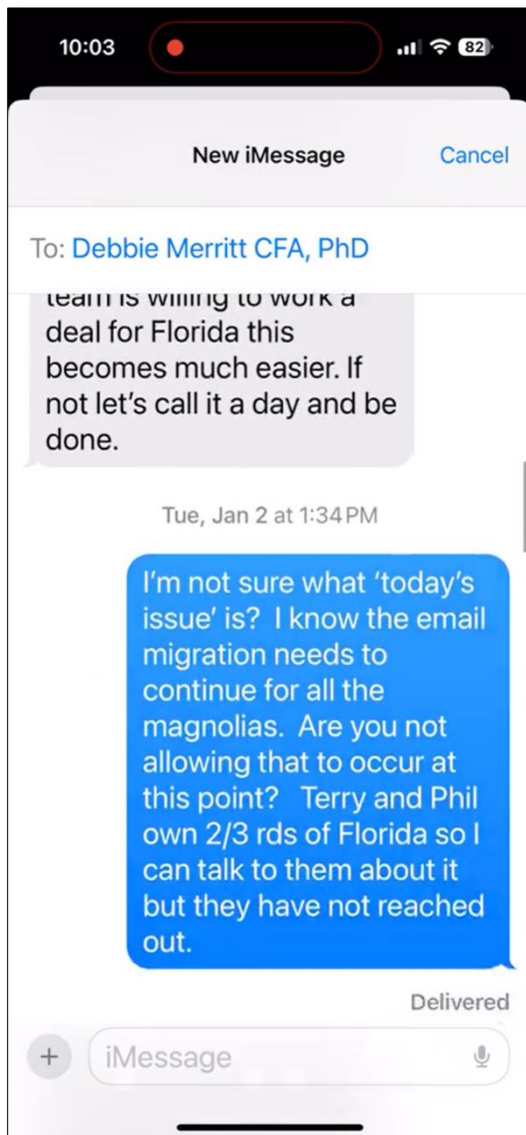 10:03
82
New iMessage
Cancel
To: Debbie Merritt CFA, PhD
team is willing to work a
deal for Florida this
becomes much easier. If
not let's call it a day and be
done.
Tue, Jan 2 at 1:34 PM
I'm not sure what 'today's
issue' is?  I know the email
migration needs to
continue for all the
magnolias.  Are you not
allowing that to occur at
this point?   Terry and Phil
own 2/3 rds of Florida so I
can talk to them about it
but they have not reached
out.
Delivered
iMessage